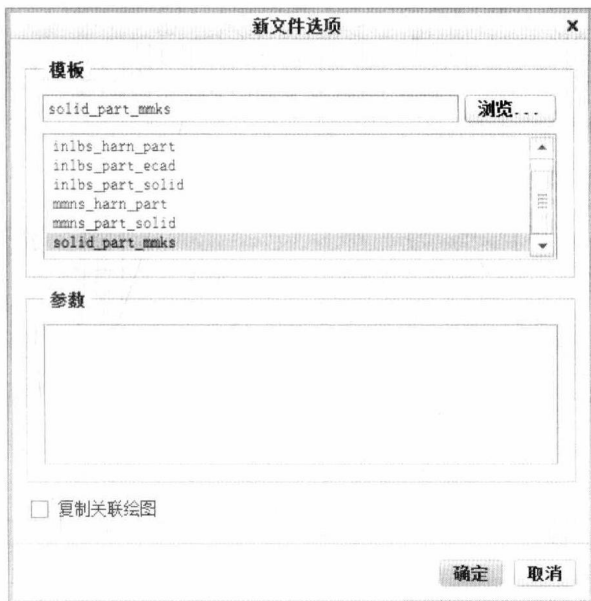 新文件选项
模板
solid_part_mmks
浏览...
inlbs_harn_part
inlbs_part_ecad
inlbs_part_solid
mmns_harn_part
mmns_part_solid
solid_part_mmks
参数
复制关联绘图
确定 取消